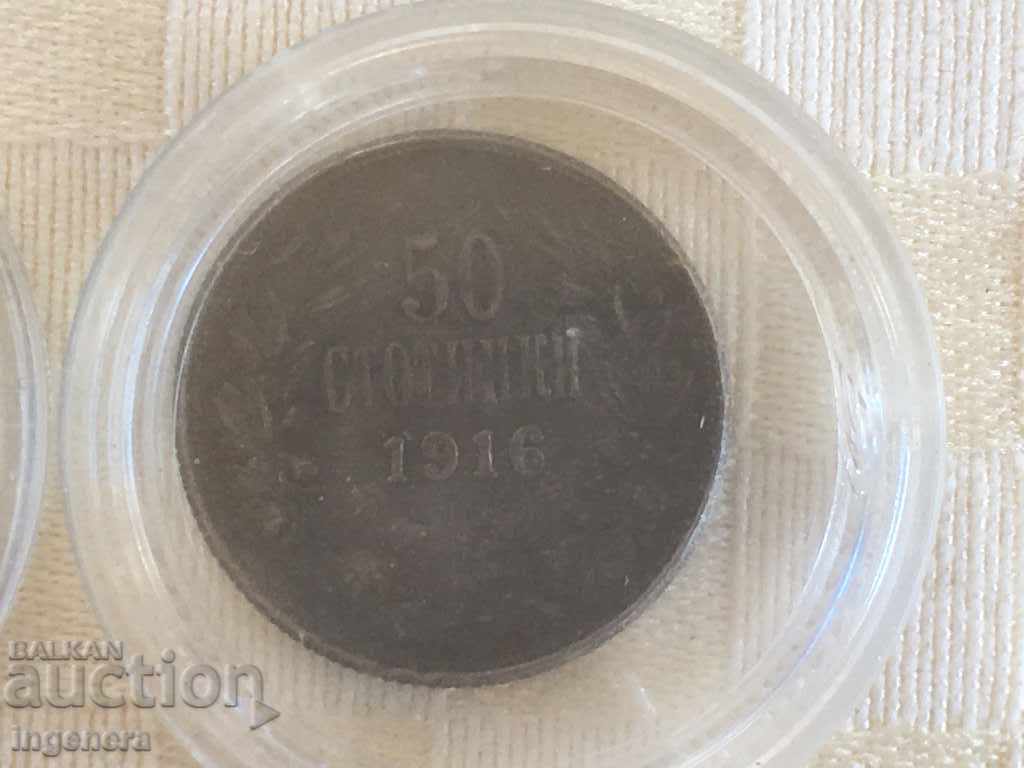 50
СТОТИНКИ
1916
BALKAN
auction
ingenera